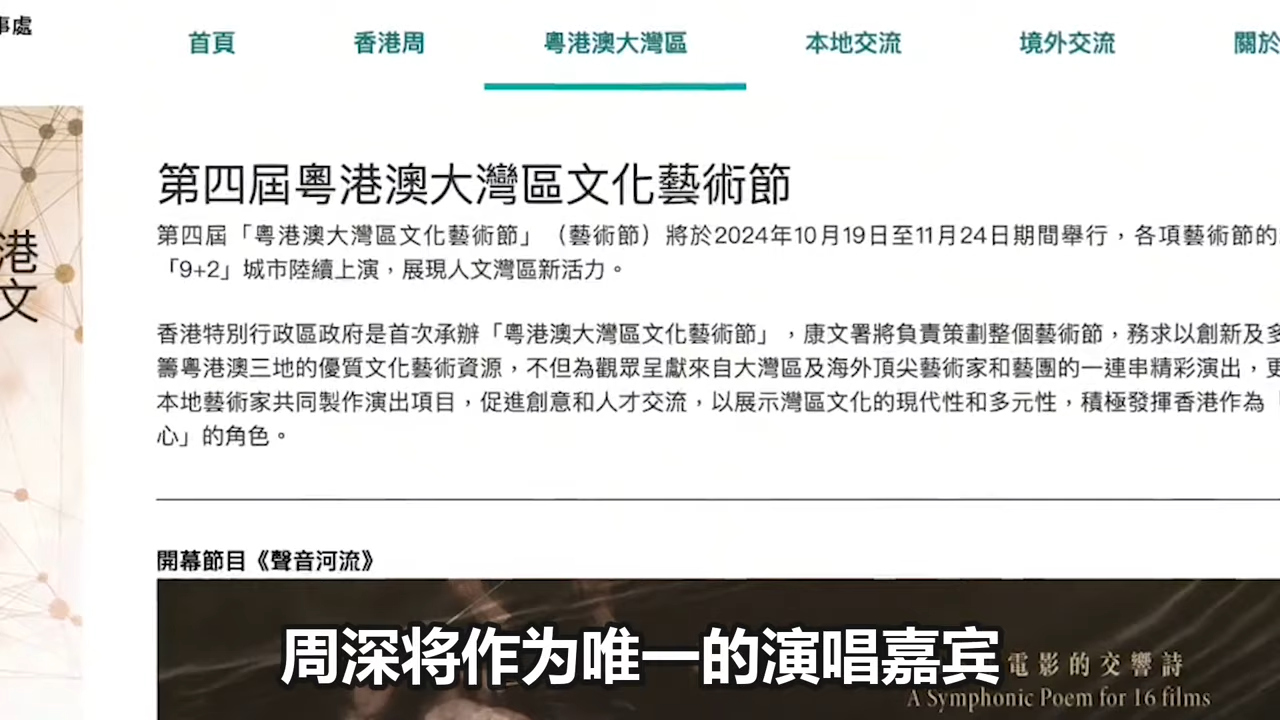 事處
首頁 香港周 粵港澳大灣區 本地交流 境外交流 關於
港
文
第四屆粵港澳大灣區文化藝術節
第四屆「粵港澳大灣區文化藝術節」（藝術節）將於2024年10月19日至11月24日期間舉行，各項藝術節的
「9+2」城市陸續上演，展現人文灣區新活力。
香港特別行政區政府是首次承辦「粵港澳大灣區文化藝術節」，康文署將負責策劃整個藝術節，務求以創新及多
籌粵港澳三地的優質文化藝術資源，不但為觀眾呈獻來自大灣區及海外頂尖藝術家和藝團的一連串精彩演出，更
本地藝術家共同製作演出項目，促進創意和人才交流，以展示灣區文化的現代性和多元性，積極發揮香港作為「
心」的角色。
開幕節目《聲音河流》
周深将作为唯一的演唱嘉宾
電影的交響詩
A Symphonic Poem for 16 films